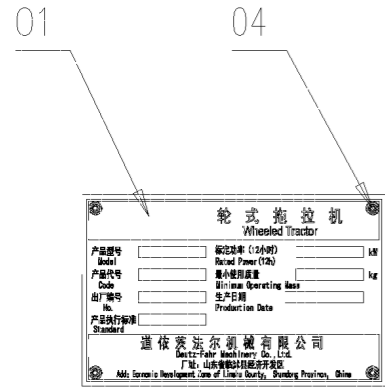 01 04
轮式拖拉机
Wheeled Tractor
产品型号 标定功率(12小时) kW
Model Rated Power(12h)
产品代号 最小使用质量 kg
Code Minimum Operating Mass
出厂编号 生产日期
No. Production Date
产品执行标准
Standard
道依茨法尔机械有限公司
Deutz-Fahr Machinery Co., Ltd.
厂址: 山东省临沭县经济开发区
Add: Economic Development Zone of Linshu County, Shandong Province, China